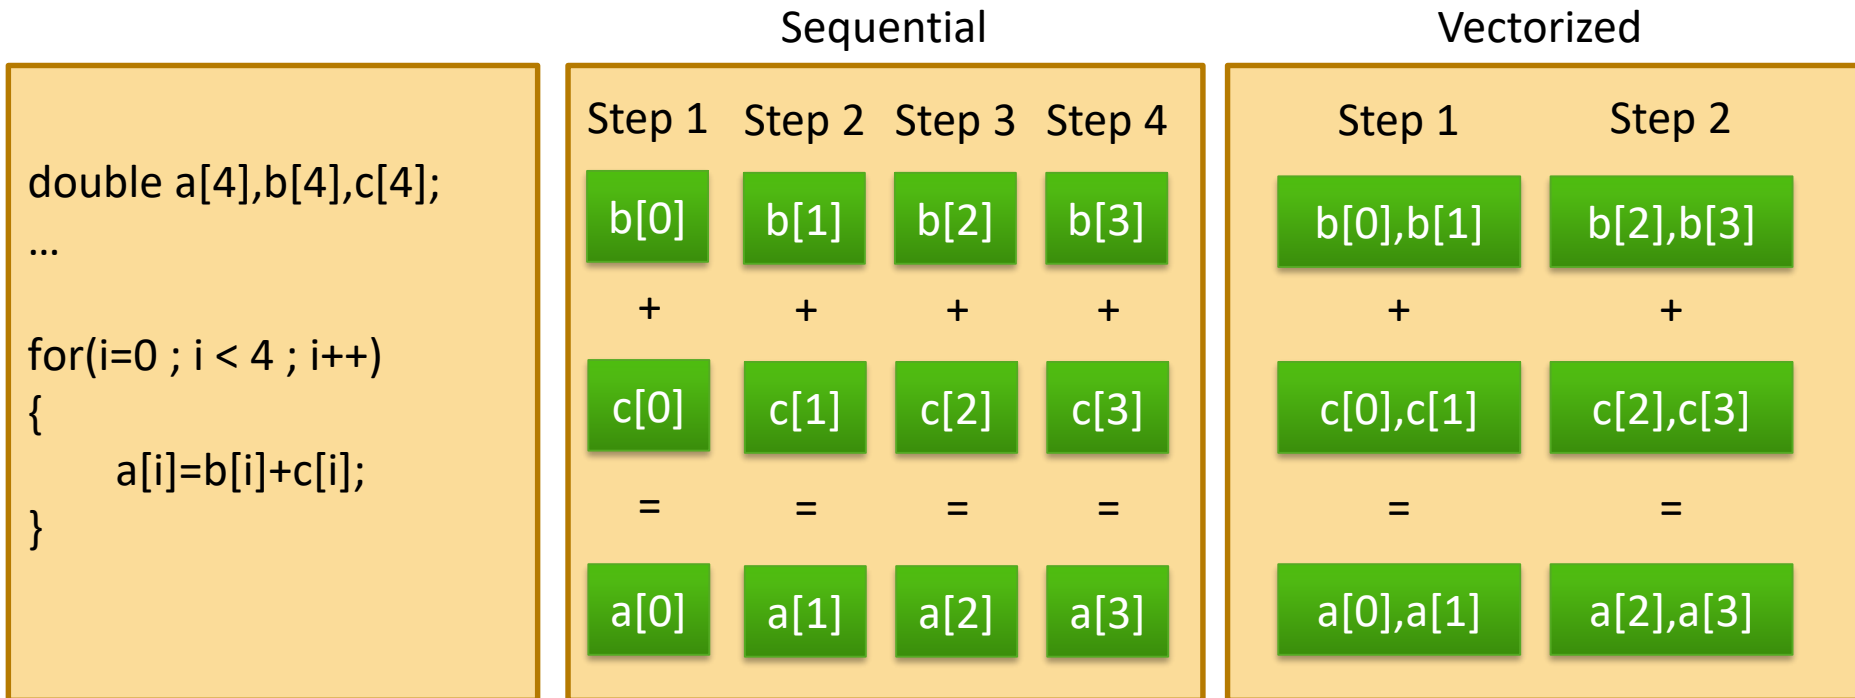 Sequential
Vectorized
double a[4],b[4],c[4];
...
for(i=0 ; i < 4 ; i++)
{
a[i]=b[i]+c[i];
}
Step 1 Step 2 Step 3 Step 4
b[0] b[1] b[2] b[3]
+ + + +
c[0] c[1] c[2] c[3]
= = = =
a[0] a[1] a[2] a[3]
Step 1 Step 2
b[0],b[1] b[2],b[3]
+ +
c[0],c[1] c[2],c[3]
= =
a[0],a[1] a[2],a[3]